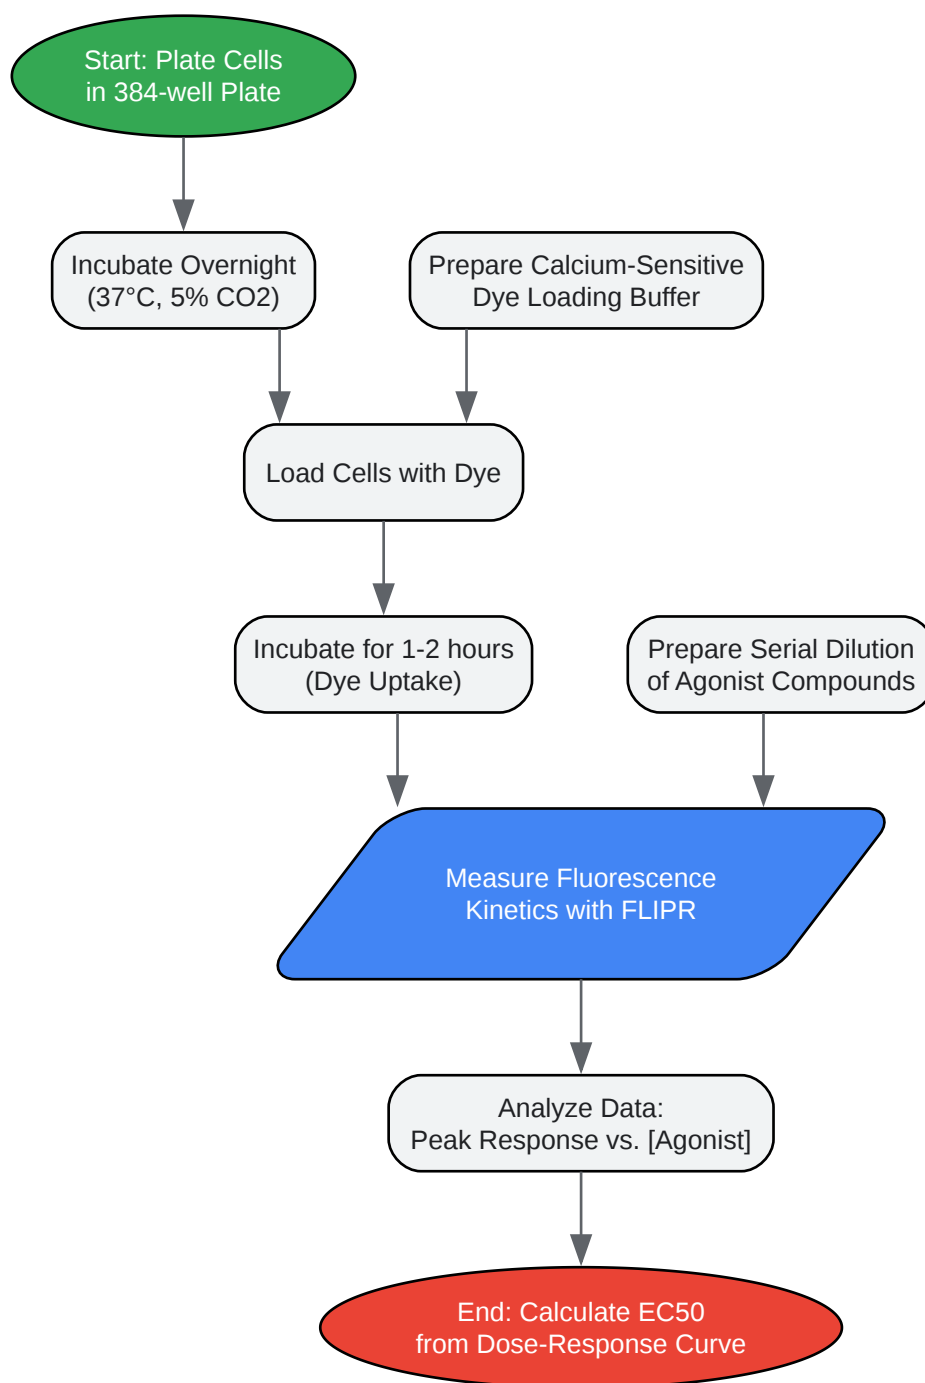 Start: Plate Cells
in 384-well Plate
Incubate Overnight
(37°C, 5% CO2)
Prepare Calcium-Sensitive
Dye Loading Buffer
Load Cells with Dye
Incubate for 1-2 hours
(Dye Uptake)
Prepare Serial Dilution
of Agonist Compounds
Measure Fluorescence
Kinetics with FLIPR
Analyze Data:
Peak Response vs. [Agonist]
End: Calculate EC50
from Dose-Response Curve